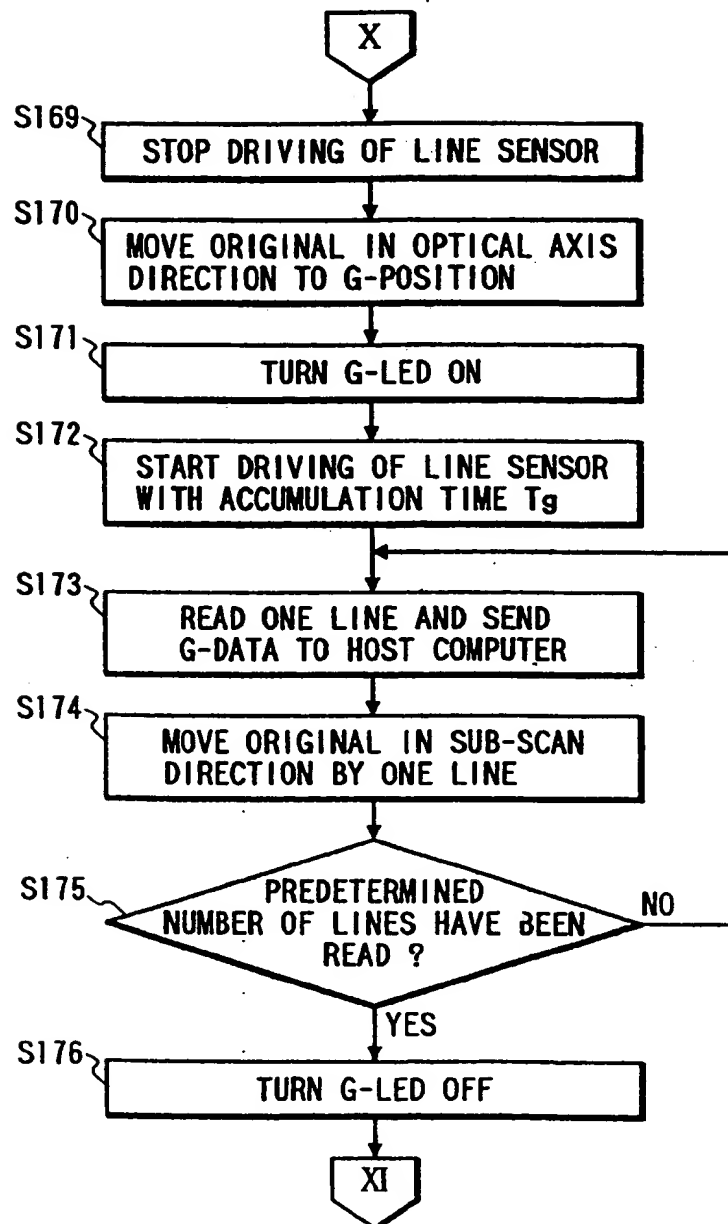 X
S169
STOP DRIVING OF LINE SENSOR
S170
MOVE ORIGINAL IN OPTICAL AXIS
DIRECTION TO G-POSITION
S171
TURN G-LED ON
S172
START DRIVING OF LINE SENSOR
WITH ACCUMULATION TIME Tg
S173
READ ONE LINE AND SEND
G-DATA TO HOST COMPUTER
S174
MOVE ORIGINAL IN SUB-SCAN
DIRECTION BY ONE LINE
S175
PREDETERMINED
NUMBER OF LINES HAVE BEEN
READ ?
NO
YES
S176
TURN G-LED OFF
XI